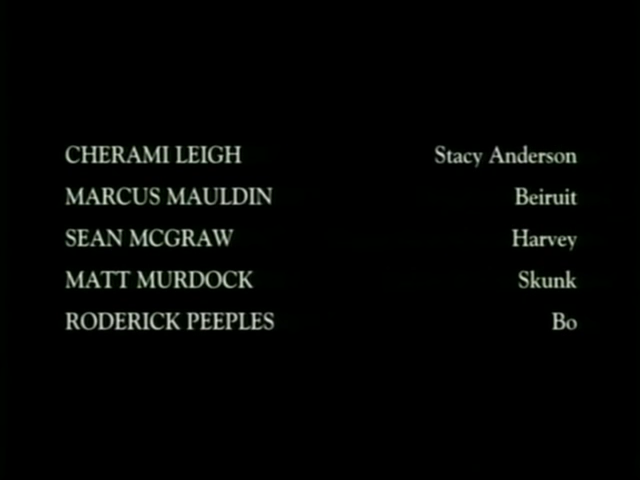 CHERAMI LEIGH Stacy Anderson
MARCUS MAULDIN Beiruit
SEAN MCGRAW Harvey
MATT MURDOCK Skunk
RODERICK PEEPLES Bo